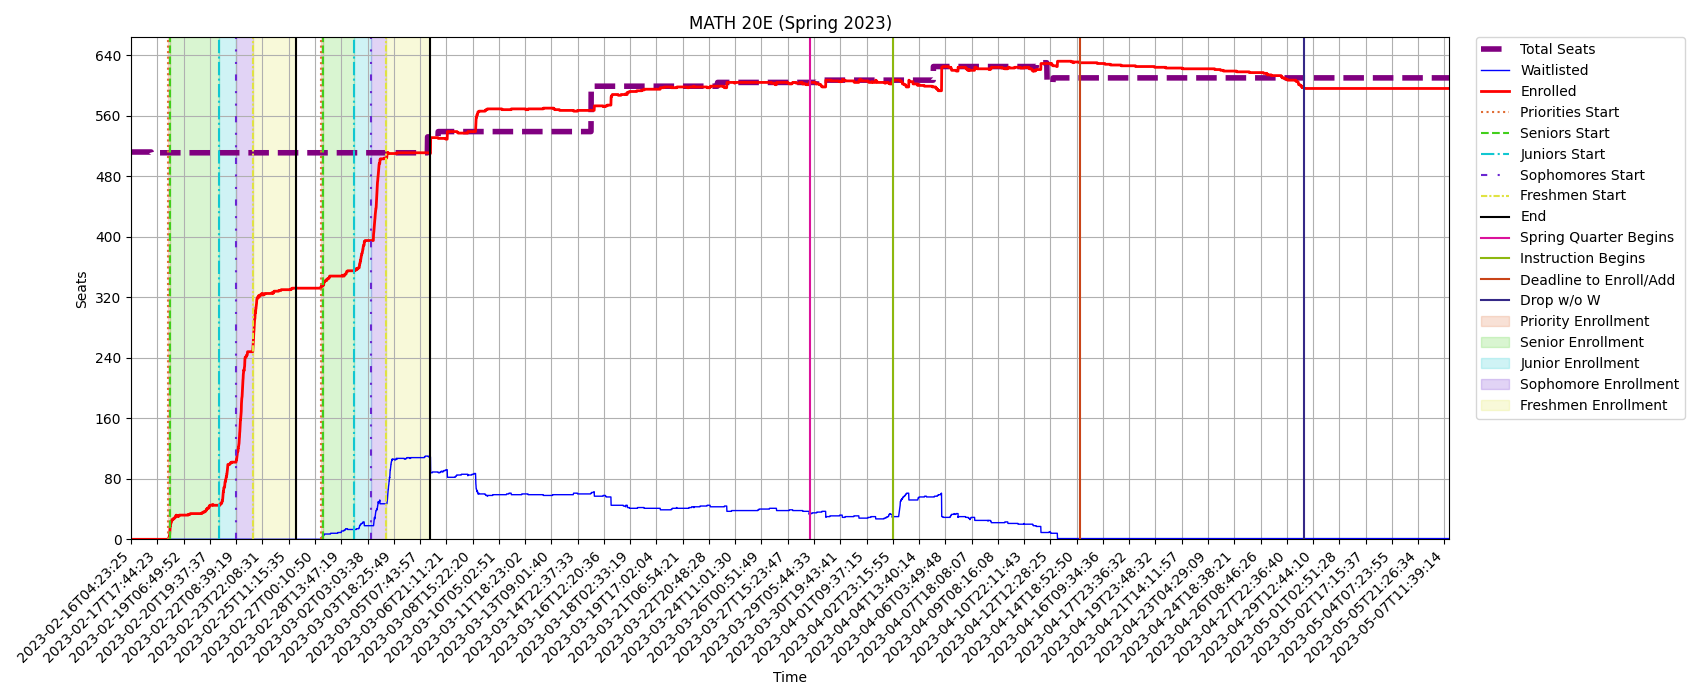 MATH 20E (Spring 2023)
Seats
640
560
480
400
320
240
160
80
0
2023-02-16T04:23:25
2023-02-17T17:44:23
2023-02-19T06:49:52
2023-02-20T19:37:37
2023-02-22T08:39:19
2023-02-23T22:08:31
2023-02-25T11:15:35
2023-02-27T00:10:50
2023-02-28T13:47:19
2023-03-02T03:03:38
2023-03-03T18:25:49
2023-03-05T07:43:57
2023-03-06T21:11:21
2023-03-08T15:22:20
2023-03-10T05:02:51
2023-03-11T18:23:02
2023-03-13T09:01:40
2023-03-14T22:37:33
2023-03-16T12:20:36
2023-03-18T02:33:19
2023-03-19T17:02:04
2023-03-21T06:54:21
2023-03-22T20:48:28
2023-03-24T11:01:30
2023-03-26T00:51:49
2023-03-27T15:23:47
2023-03-29T05:44:33
2023-03-30T19:43:41
2023-04-01T09:37:15
2023-04-02T23:15:55
2023-04-04T13:40:14
2023-04-06T03:49:48
2023-04-07T18:08:07
2023-04-09T08:16:08
2023-04-10T22:11:43
2023-04-12T12:28:25
2023-04-14T18:52:50
2023-04-16T09:34:36
2023-04-17T23:36:32
2023-04-19T23:48:32
2023-04-21T14:11:57
2023-04-23T04:29:09
2023-04-24T18:38:21
2023-04-26T08:46:26
2023-04-27T22:36:40
2023-04-29T12:44:10
2023-05-01T02:51:28
2023-05-02T17:15:37
2023-05-04T07:23:55
2023-05-05T21:26:34
2023-05-07T11:39:14
Time
Total Seats
Waitlisted
Enrolled
Priorities Start
Seniors Start
Juniors Start
Sophomores Start
Freshmen Start
End
Spring Quarter Begins
Instruction Begins
Deadline to Enroll/Add
Drop w/o W
Priority Enrollment
Senior Enrollment
Junior Enrollment
Sophomore Enrollment
Freshmen Enrollment